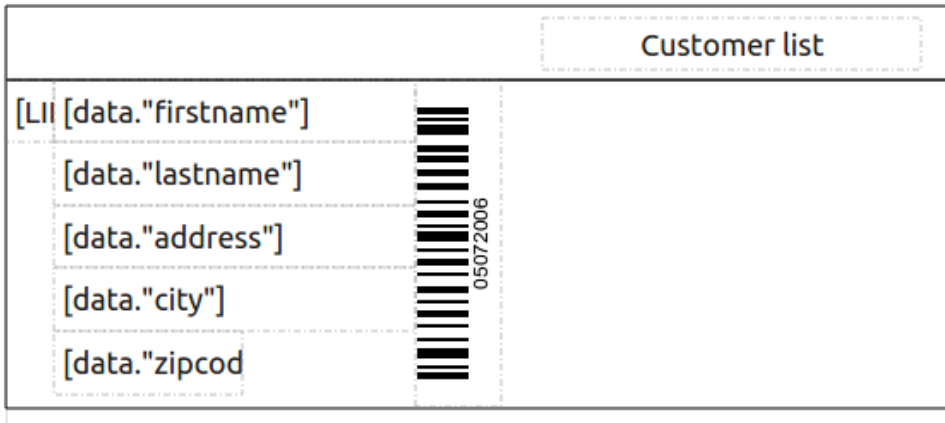 Customer list
[LII [data."firstname"]
[data."lastname"]
[data."address"]
[data."city"]
[data."zipcod
05072006